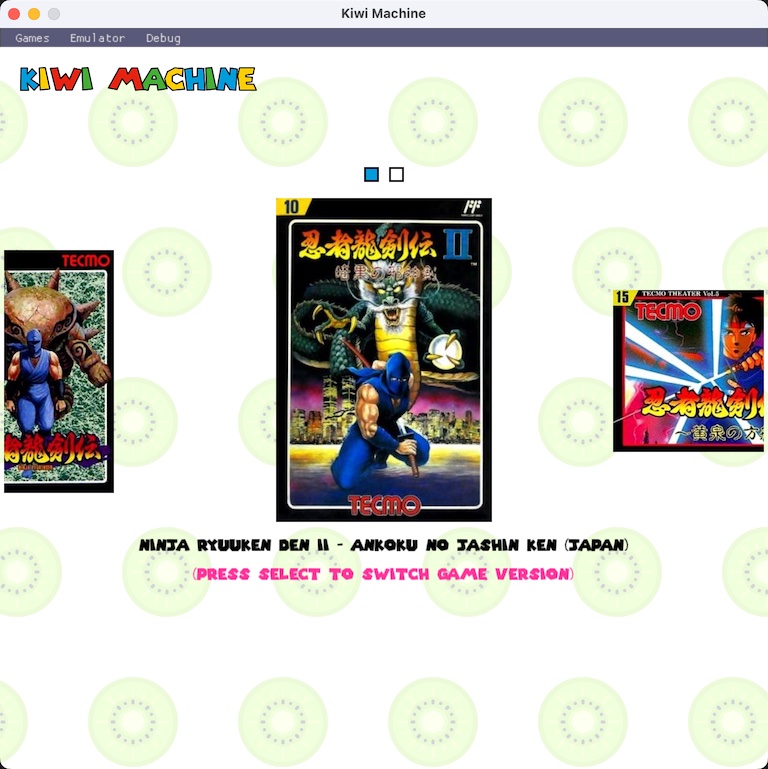 Kiwi Machine
Games Emulator Debug
KIWI MACHINE
TECMO
者龍剣伝
10
忍者龍剣伝 II
TM
暗黒の邪神剣
TECMO
15
TECMO THEATER Vol.5
TECMO
忍者龍剣伝
〜黄泉の方
NINJA RYUUKEN DEN II - ANKOKU NO JASHIN KEN (JAPAN)
(PRESS SELECT TO SWITCH GAME VERSION)